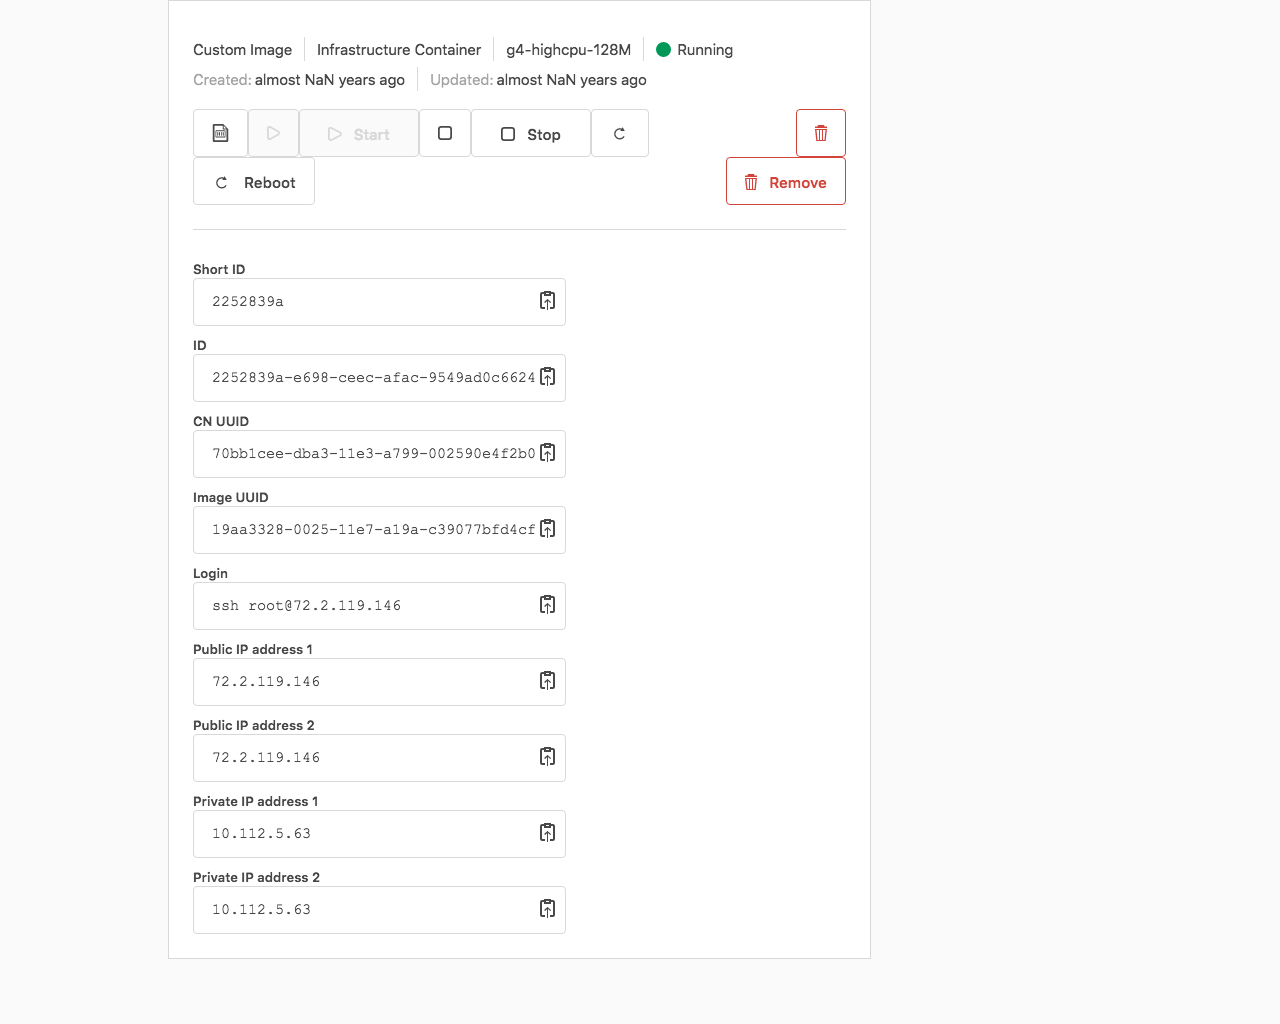 Custom Image Infrastructure Container g4-highcpu-128M Running
Created: almost NaN years ago Updated: almost NaN years ago
Start Stop
Reboot Remove
Short ID
2252839a
ID
2252839a-e698-ceec-afac-9549ad0c6624
CN UUID
70bb1cee-dba3-11e3-a799-002590e4f2b0
Image UUID
19aa3328-0025-11e7-a19a-c39077bfd4cf
Login
ssh root@72.2.119.146
Public IP address 1
72.2.119.146
Public IP address 2
72.2.119.146
Private IP address 1
10.112.5.63
Private IP address 2
10.112.5.63